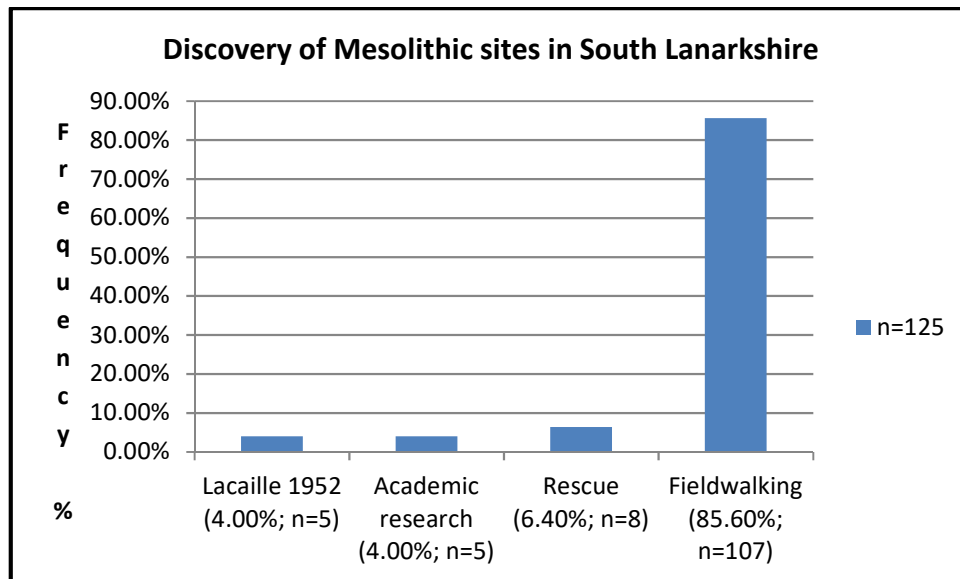 Discovery of Mesolithic sites in South Lanarkshire
Frequency
%
90.00%
80.00%
70.00%
60.00%
50.00%
40.00%
30.00%
20.00%
10.00%
0.00%
Lacaille 1952
(4.00%; n=5)
Academic
research
(4.00%; n=5)
Rescue
(6.40%; n=8)
Fieldwalking
(85.60%;
n=107)
n=125